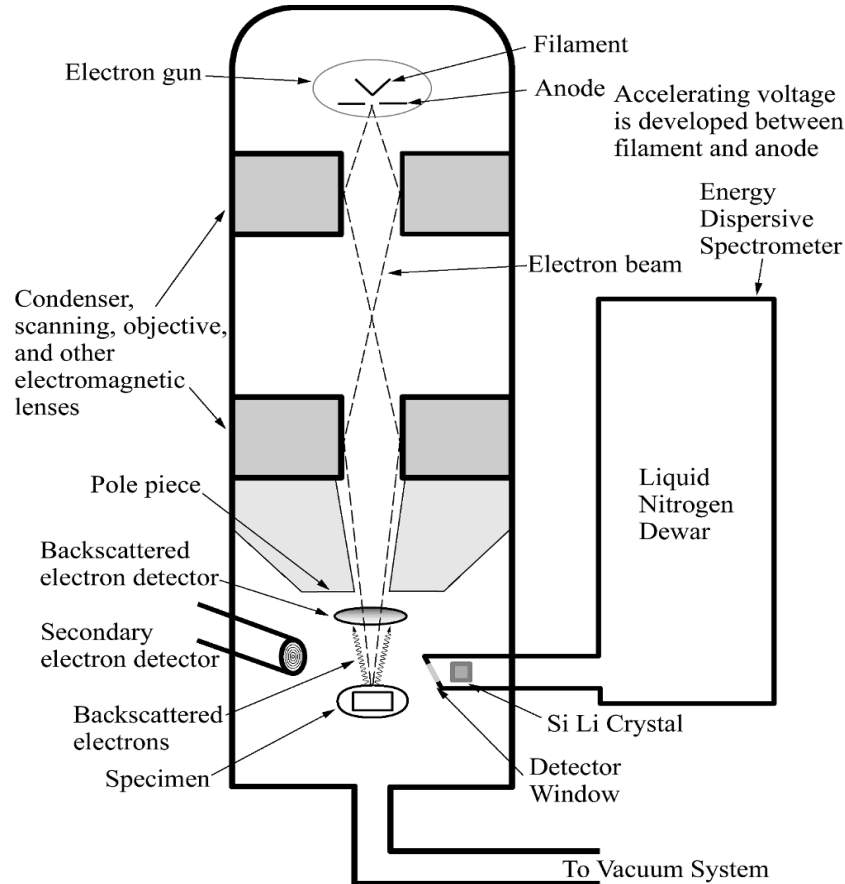 Filament
Electron gun
Anode
Accelerating voltage
is developed between
filament and anode
Energy
Dispersive
Spectrometer
Electron beam
Condenser,
scanning, objective,
and other
electromagnetic
lenses
Liquid
Nitrogen
Dewar
Pole piece
Backscattered
electron detector
Secondary
electron detector
Backscattered
electrons
Si Li Crystal
Specimen
Detector
Window
To Vacuum System